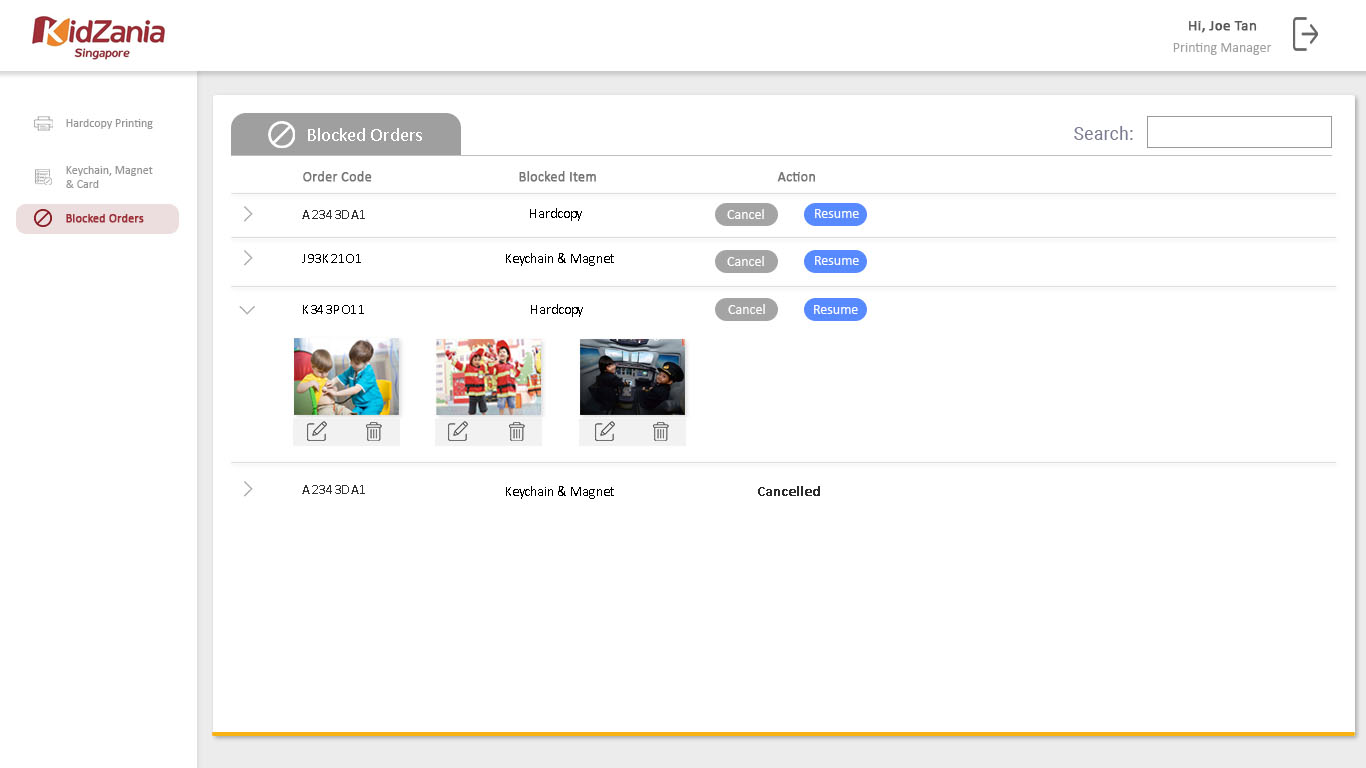 KidZania
Singapore
Hi, Joe Tan
Printing Manager
Hardcopy Printing
Keychain, Magnet
& Card
Blocked Orders
Blocked Orders
Search:
Order Code Blocked Item Action
A2343DA1 Hardcopy Cancel Resume
J93K21O1 Keychain & Magnet Cancel Resume
K343PO11 Hardcopy Cancel Resume
A2343DA1 Keychain & Magnet Cancelled